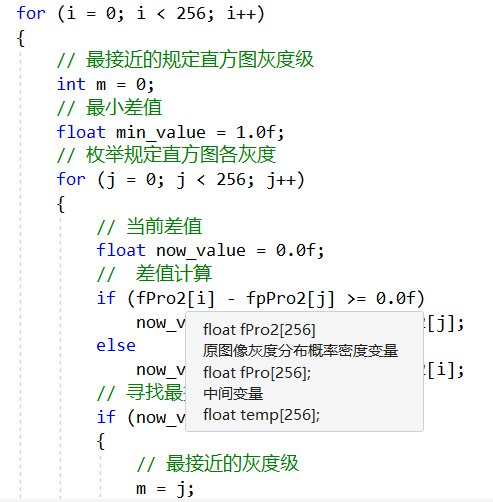 for (i = 0; i < 256; i++)
{
// 最接近的规定直方图灰度级
int m = 0;
// 最小差值
float min_value = 1.0f;
// 枚举规定直方图各灰度
for (j = 0; j < 256; j++)
{
// 当前差值
float now_value = 0.0f;
// 差值计算
if (fPro2[i] - fpPro2[j] >= 0.0f)
now_v 2[j];
else
now_v 2[i];
// 寻找最
if (now_v
{
// 最接近的灰度级
m = j;
float fPro2[256]
原图像灰度分布概率密度变量
float fPro[256];
中间变量
float temp[256];